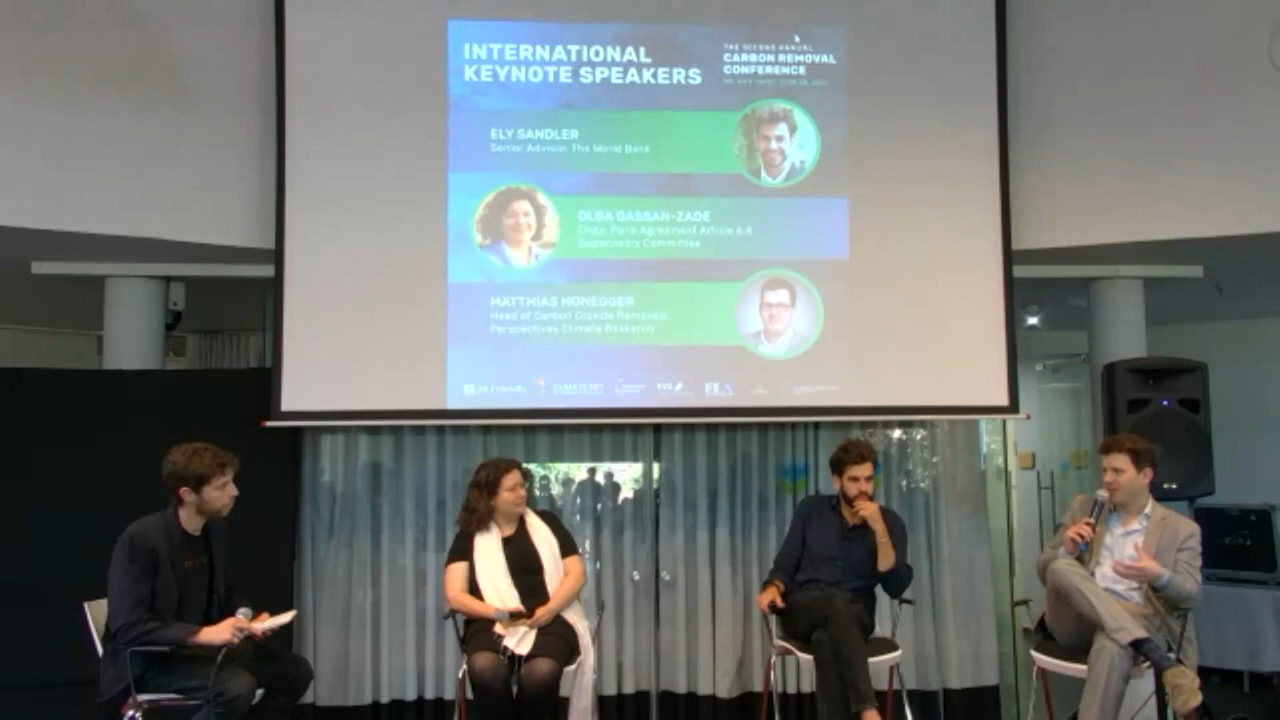 INTERNATIONAL
KEYNOTE SPEAKERS
THE SECOND ANNUAL
CARBON REMOVAL
CONFERENCE
ELY SANDLER
Senior Advisor, The World Bank
OLGA GASSAN-ZADE
Chair, Paris Agreement Article 6.4
Supervisory Committee
MATTHIAS HONEGGER
Head of Carbon Dioxide Removals,
Perspectives Climate Research